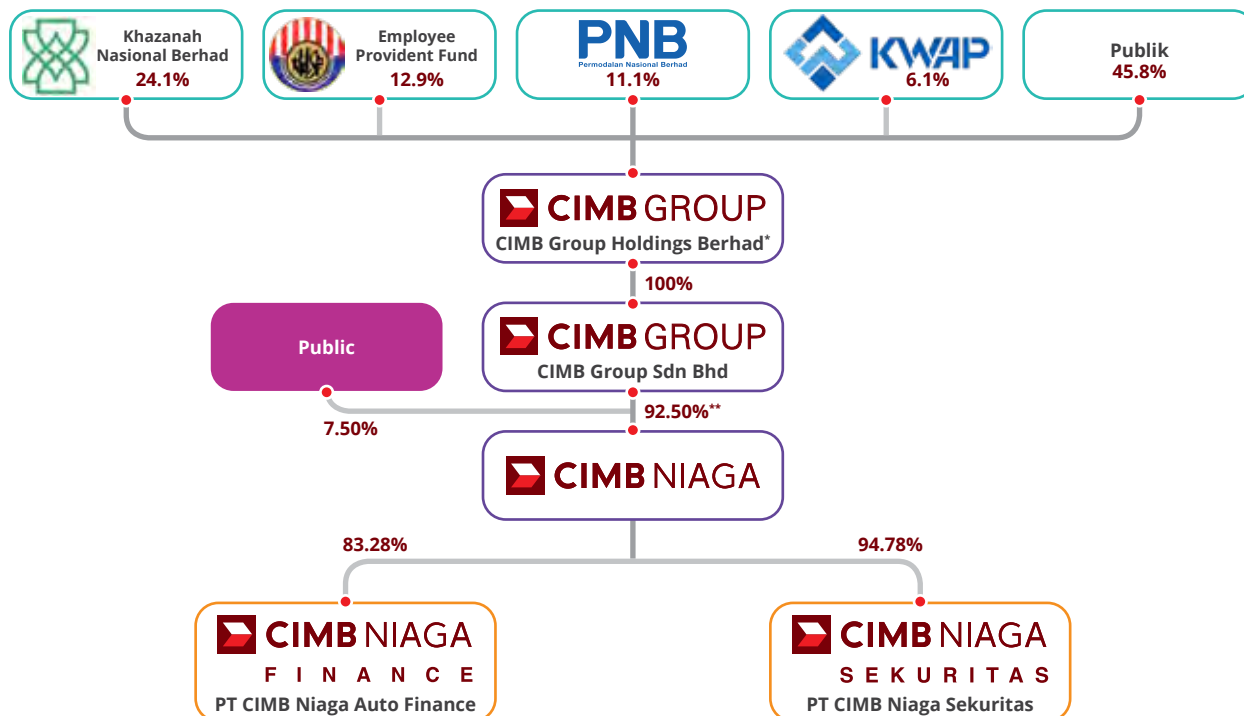 Khazanah
Nasional Berhad
24.1%
Employee
Provident Fund
12.9%
PNB
Permodalan Nasional Berhad
11.1%
KWAP
6.1%
Publik
45.8%
CIMB GROUP
CIMB Group Holdings Berhad*
100%
Public
CIMB GROUP
CIMB Group Sdn Bhd
7.50%
92.50%**
CIMB NIAGA
83.28%
94.78%
CIMB NIAGA
FINANCE
PT CIMB Niaga Auto Finance
CIMB NIAGA
SEKURITAS
PT CIMB Niaga Sekuritas